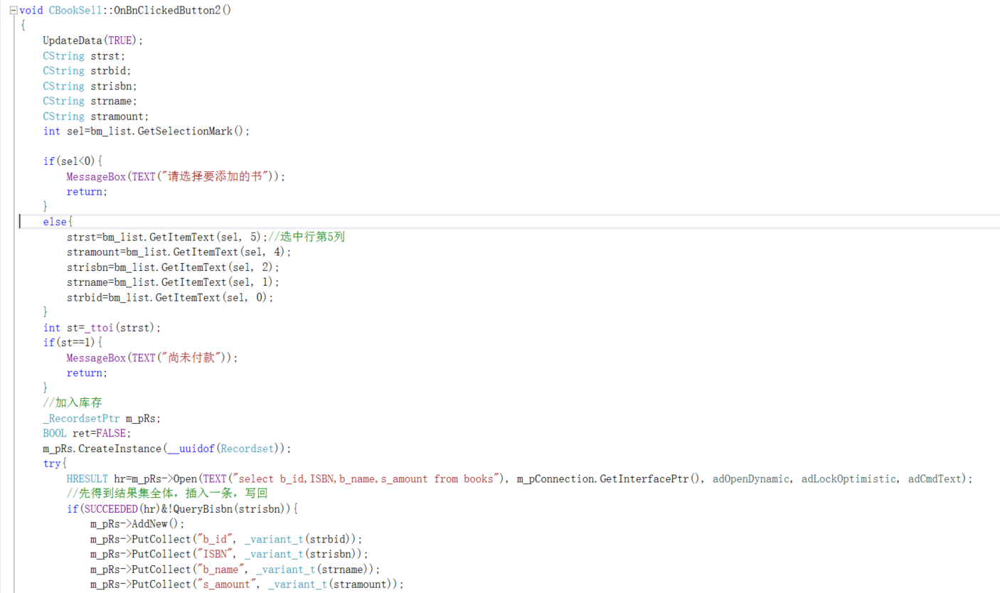 void CBookSell::OnBnClickedButton2()
{
    UpdateData(TRUE);
    CString strst;
    CString strbid;
    CString strisbn;
    CString strname;
    CString stramount;
    int sel=bm_list.GetSelectionMark();

    if(sel<0){
        MessageBox(TEXT("请选择要添加的书"));
        return;
    }
    else{
        strst=bm_list.GetItemText(sel, 5);//选中行第5列
        stramount=bm_list.GetItemText(sel, 4);
        strisbn=bm_list.GetItemText(sel, 2);
        strname=bm_list.GetItemText(sel, 1);
        strbid=bm_list.GetItemText(sel, 0);
    }
    int st=_ttoi(strst);
    if(st==1){
        MessageBox(TEXT("尚未付款"));
        return;
    }
    //加入库存
    _RecordsetPtr m_pRs;
    BOOL ret=FALSE;
    m_pRs.CreateInstance(__uuidof(Recordset));
    try{
        HRESULT hr=m_pRs->Open(TEXT("select b_id,ISBN,b_name,s_amount from books"), m_pConnection.GetInterfacePtr(), adOpenDynamic, adLockOptimistic, adCmdText);
        //先得到结果集全体，插入一条，写回
        if(SUCCEEDED(hr)&!QueryBisbn(strisbn)){
            m_pRs->AddNew();
            m_pRs->PutCollect("b_id", _variant_t(strbid));
            m_pRs->PutCollect("ISBN", _variant_t(strisbn));
            m_pRs->PutCollect("b_name", _variant_t(strname));
            m_pRs->PutCollect("s_amount", _variant_t(stramount));